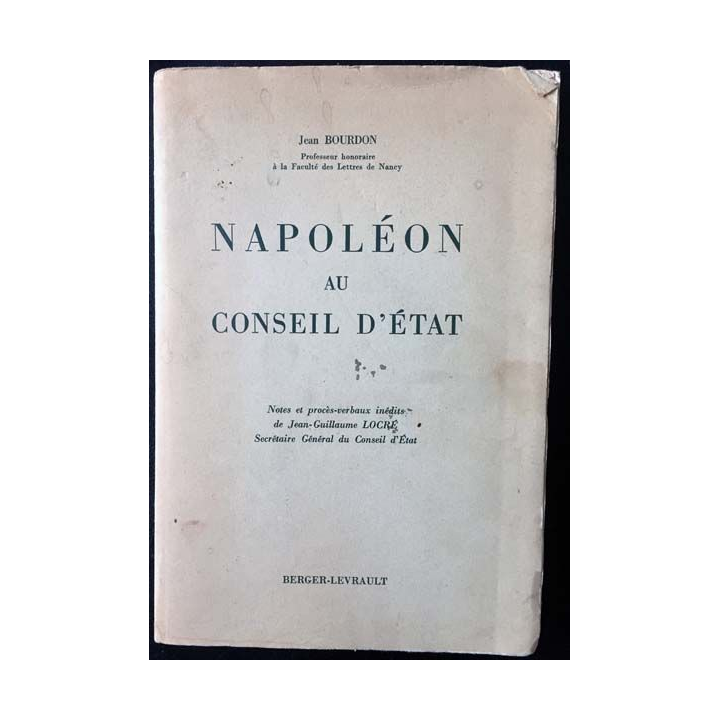 Jean BOURDON
Professeur honoraire
à la Faculté des Lettres de Nancy
NAPOLÉON
AU
CONSEIL D'ÉTAT
Notes et procès-verbaux inédits
de Jean-Guillaume LOCRÉ
Secrétaire Général du Conseil d'État
BERGER-LEVRAULT